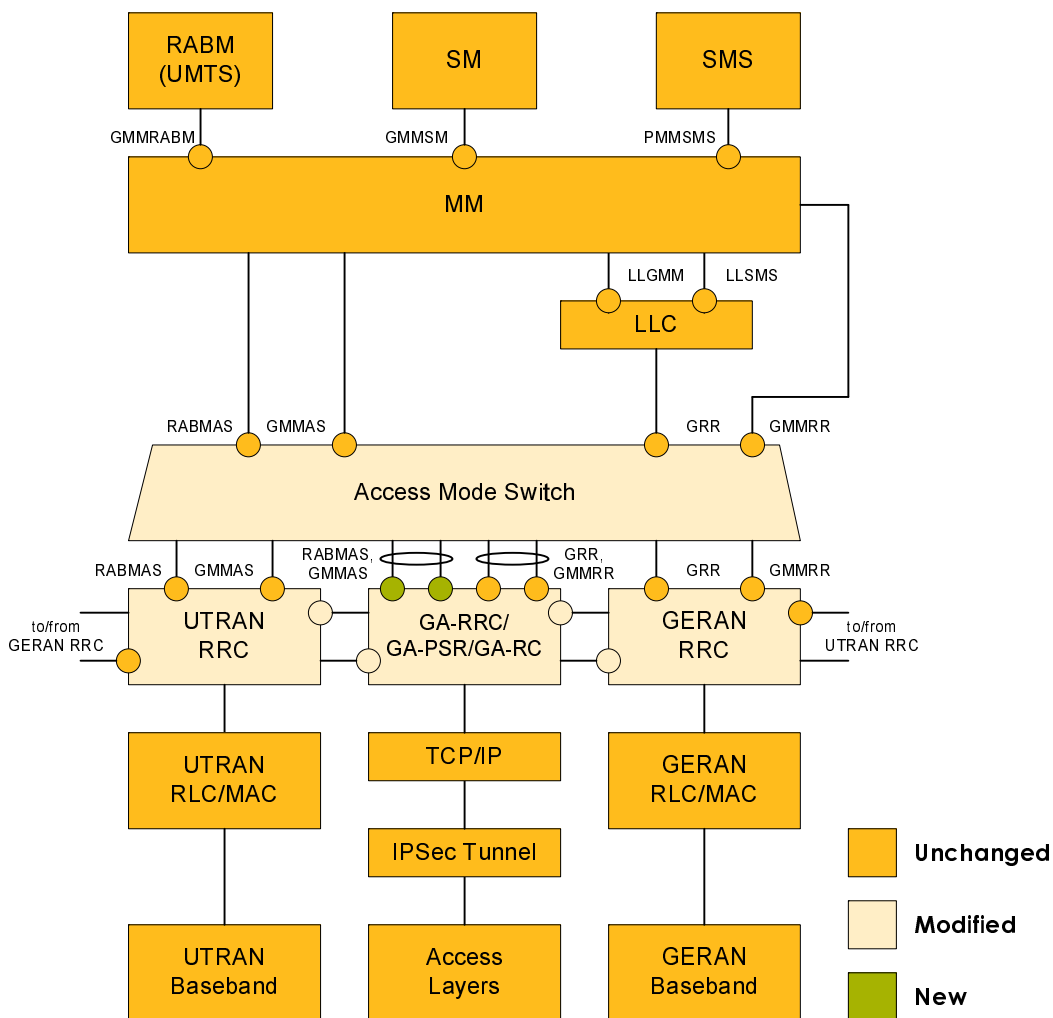 RABM
(UMTS)
SM
SMS
GMMRABM
GMMSM
PMMSMS
MM
LLGMM
LLSMS
LLC
RABMAS
GMMAS
GRR
GMMRR
Access Mode Switch
RABMAS
GMMAS
RABMAS,
GMMAS
GRR,
GMMRR
GRR
GMMRR
to/from
GERAN RRC
UTRAN
RRC
GA-RRC/
GA-PSR/GA-RC
GERAN
RRC
to/from
UTRAN RRC
UTRAN
RLC/MAC
TCP/IP
GERAN
RLC/MAC
IPSec Tunnel
UTRAN
Baseband
Access
Layers
GERAN
Baseband
Unchanged
Modified
New